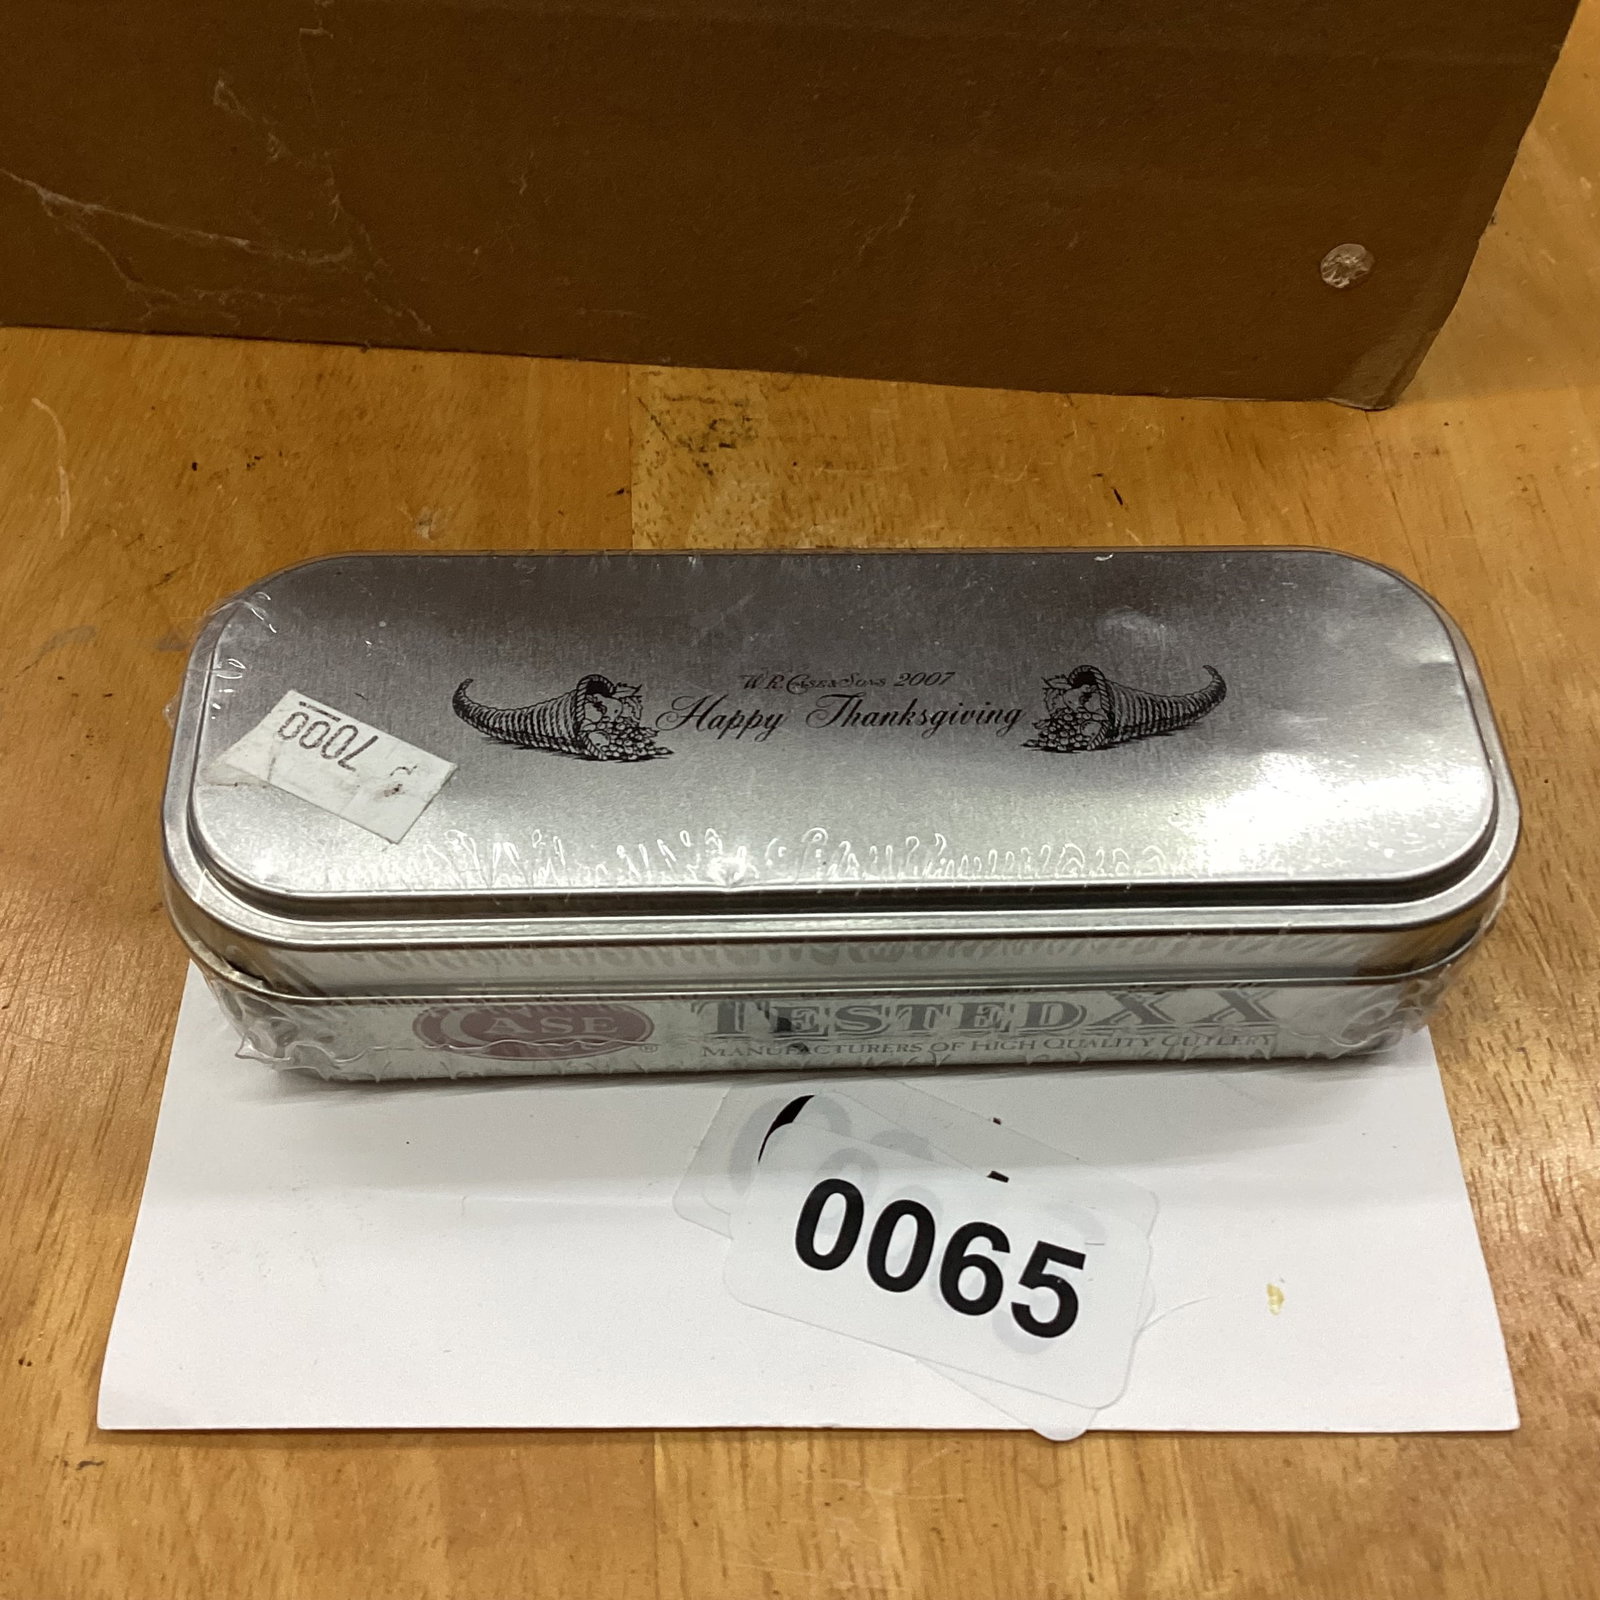 W.R. Case & Sons 2007
Happy Thanksgiving
7000
CASE ®
TESTED XX
MANUFACTURERS OF HIGH QUALITY CUTLERY
0065